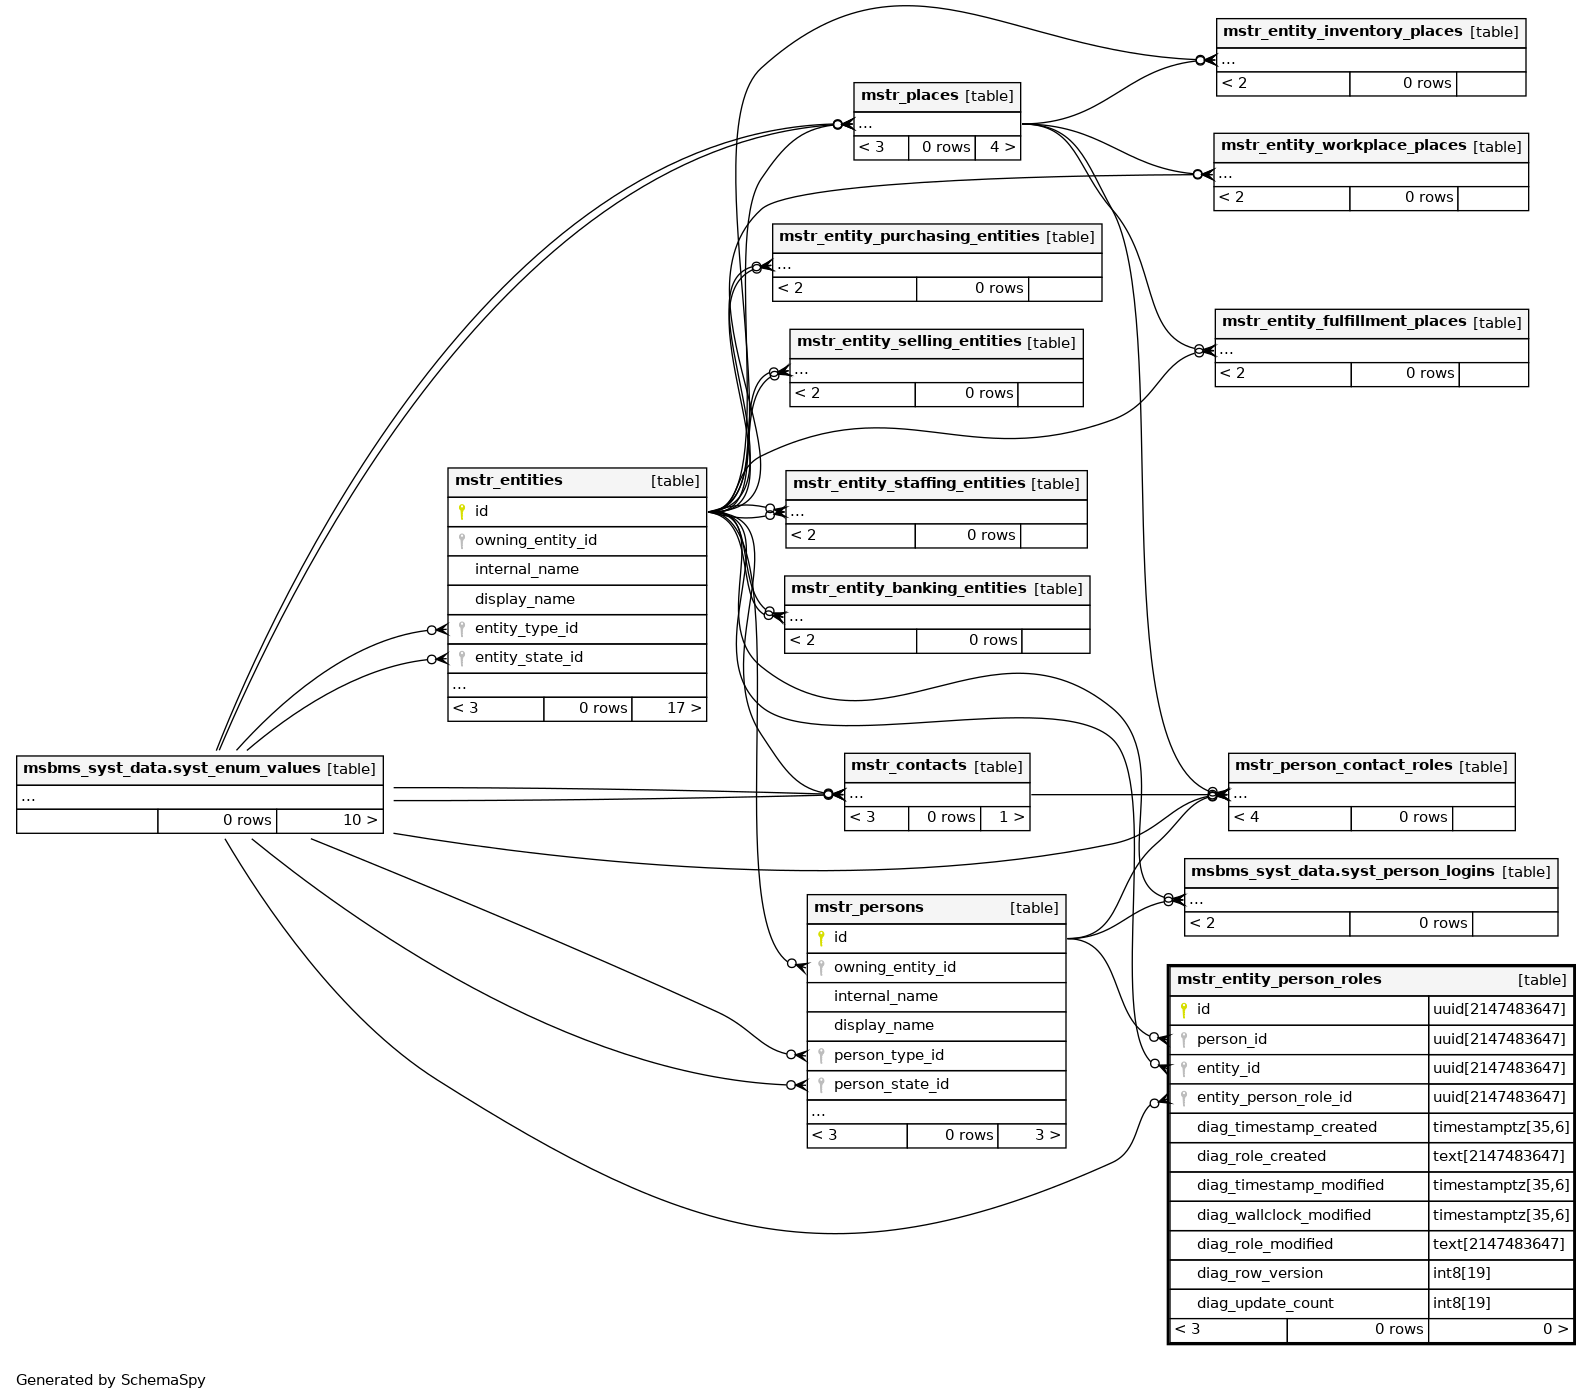 mstr_entity_inventory_places [table]
...
< 2 0 rows
mstr_places [table]
...
< 3 0 rows 4 >
mstr_entity_workplace_places [table]
...
< 2 0 rows
mstr_entity_purchasing_entities [table]
...
< 2 0 rows
mstr_entity_fulfillment_places [table]
...
< 2 0 rows
mstr_entity_selling_entities [table]
...
< 2 0 rows
mstr_entities [table]
id
owning_entity_id
internal_name
display_name
entity_type_id
entity_state_id
...
< 3 0 rows 17 >
mstr_entity_staffing_entities [table]
...
< 2 0 rows
mstr_entity_banking_entities [table]
...
< 2 0 rows
msbms_syst_data.syst_enum_values [table]
...
0 rows 10 >
mstr_contacts [table]
...
< 3 0 rows 1 >
mstr_person_contact_roles [table]
...
< 4 0 rows
msbms_syst_data.syst_person_logins [table]
...
< 2 0 rows
mstr_persons [table]
id
owning_entity_id
internal_name
display_name
person_type_id
person_state_id
...
< 3 0 rows 3 >
mstr_entity_person_roles [table]
id uuid[2147483647]
person_id uuid[2147483647]
entity_id uuid[2147483647]
entity_person_role_id uuid[2147483647]
diag_timestamp_created timestamptz[35,6]
diag_role_created text[2147483647]
diag_timestamp_modified timestamptz[35,6]
diag_wallclock_modified timestamptz[35,6]
diag_role_modified text[2147483647]
diag_row_version int8[19]
diag_update_count int8[19]
< 3 0 rows 0 >
Generated by SchemaSpy